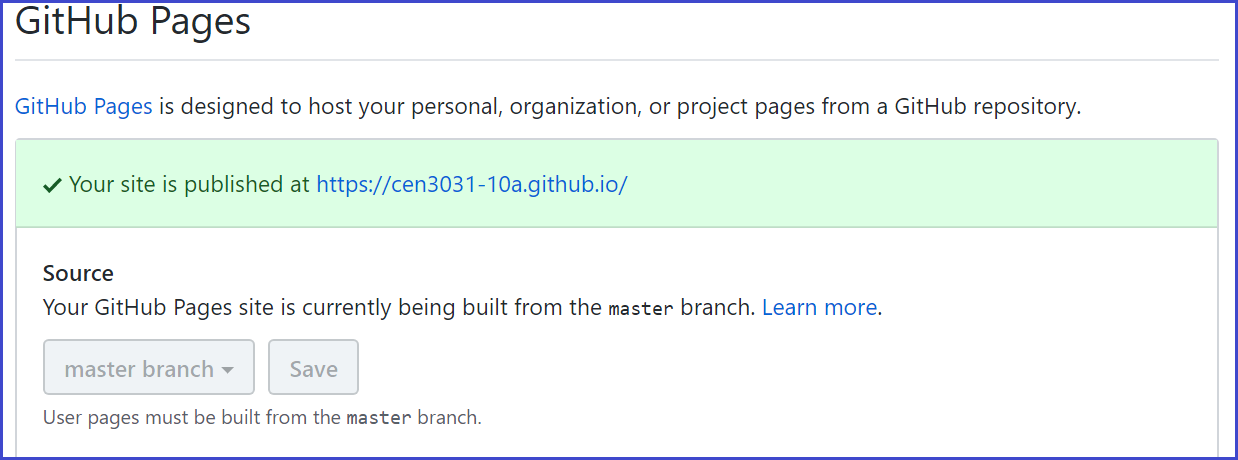 GitHub Pages
GitHub Pages is designed to host your personal, organization, or project pages from a GitHub repository.
Your site is published at https://cen3031-10a.github.io/
Source
Your GitHub Pages site is currently being built from the master branch. Learn more.
master branch Save
User pages must be built from the master branch.